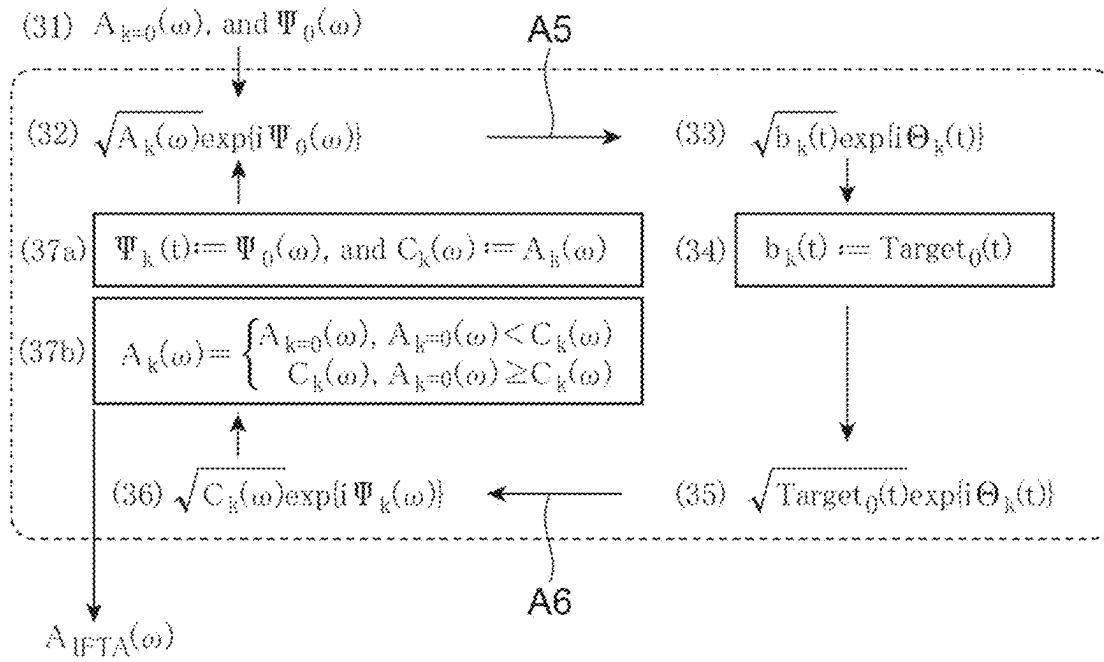 (31) A_{k=0}(ω), and Ψ_0(ω)
A5
(32) √A_k(ω)exp{iΨ_0(ω)}
(33) √b_k(t)exp{iΘ_k(t)}
(37a) Ψ_k(t):= Ψ_0(ω), and C_k(ω):= A_k(ω)
(34) b_k(t) := Target_0(t)
(37b) A_k(ω)= { A_{k=0}(ω), A_{k=0}(ω)< C_k(ω)
C_k(ω), A_{k=0}(ω)≥C_k(ω)
(36) √C_k(ω)exp{iΨ_k(ω)}
(35) √Target_0(t)exp{iΘ_k(t)}
A6
A_{IFTA}(ω)